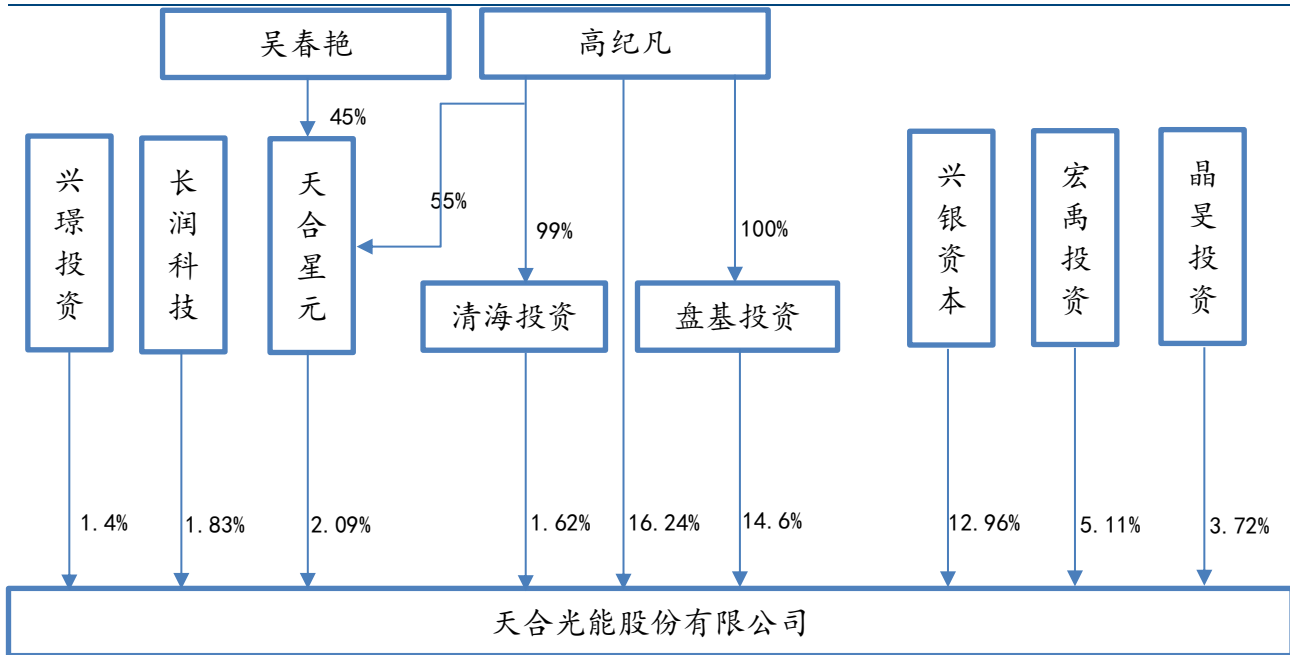 吴春艳
高纪凡
45%
55%
99%
100%
兴璟投资
长润科技
天合星元
清海投资
盘基投资
兴银资本
宏禹投资
晶旻投资
1.4%
1.83%
2.09%
1.62%
16.24%
14.6%
12.96%
5.11%
3.72%
天合光能股份有限公司